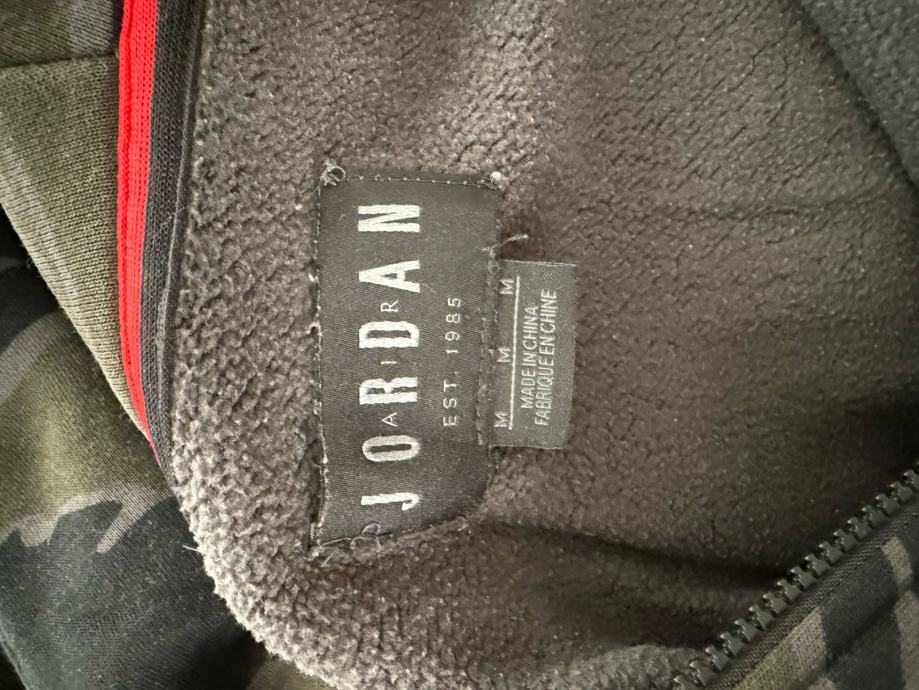 JORDAN
AIR
EST. 1985
M M M
MADE IN CHINA
FABRIQUE EN CHINE